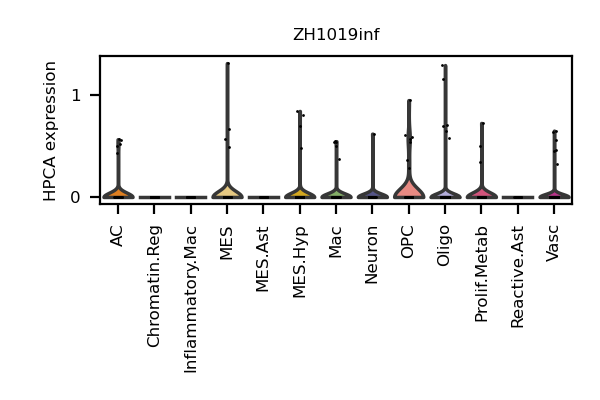 ZH1019inf
HPCA expression
1
0
AC
Chromatin.Reg
Inflammatory.Mac
MES
MES.Ast
MES.Hyp
Mac
Neuron
OPC
Oligo
Prolif.Metab
Reactive.Ast
Vasc